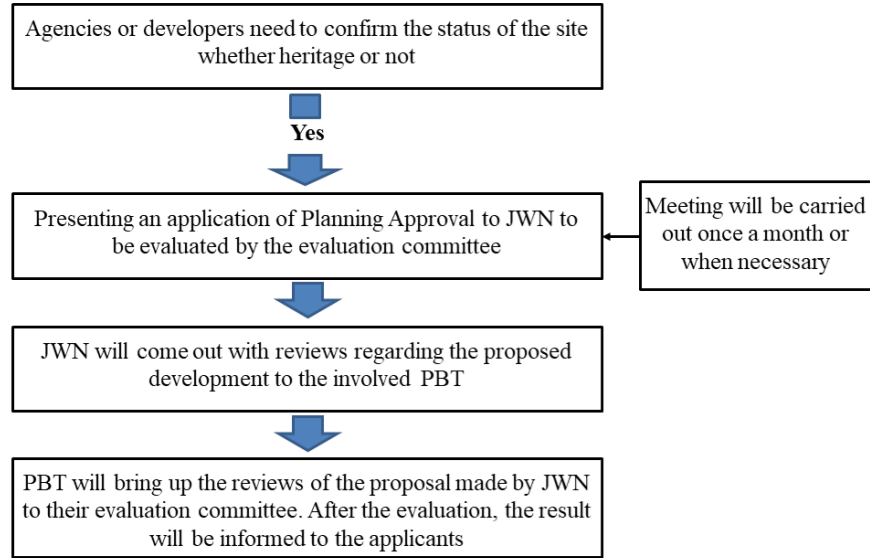 Agencies or developers need to confirm the status of the site
whether heritage or not
Yes
Presenting an application of Planning Approval to JWN to
be evaluated by the evaluation committee
Meeting will be carried
out once a month or
when necessary
JWN will come out with reviews regarding the proposed
development to the involved PBT
PBT will bring up the reviews of the proposal made by JWN
to their evaluation committee. After the evaluation, the result
will be informed to the applicants